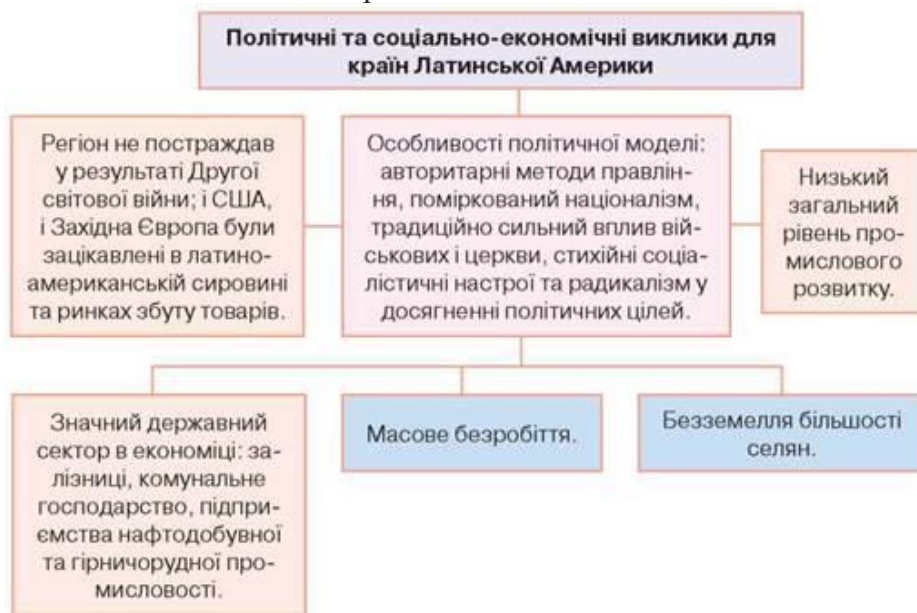 Політичні та соціально-економічні виклики для
країн Латинської Америки
Регіон не постраждав
у результаті Другої
світової війни; і США,
і Західна Європа були
зацікавлені в латино-
американській сировині
та ринках збуту товарів.
Особливості політичної моделі:
авторитарні методи правлін-
ня, поміркований націоналізм,
традиційно сильний вплив вій-
ськових і церкви, стихійні соціа-
лістичні настрої та радикалізм у
досягненні політичних цілей.
Низький
загальний
рівень про-
мислового
розвитку.
Значний державний
сектор в економіці: за-
лізниці, комунальне
господарство, підпри-
ємства нафтодобувної
та гірничорудної про-
мисловості.
Масове безробіття.
Безземелля більшості
селян.